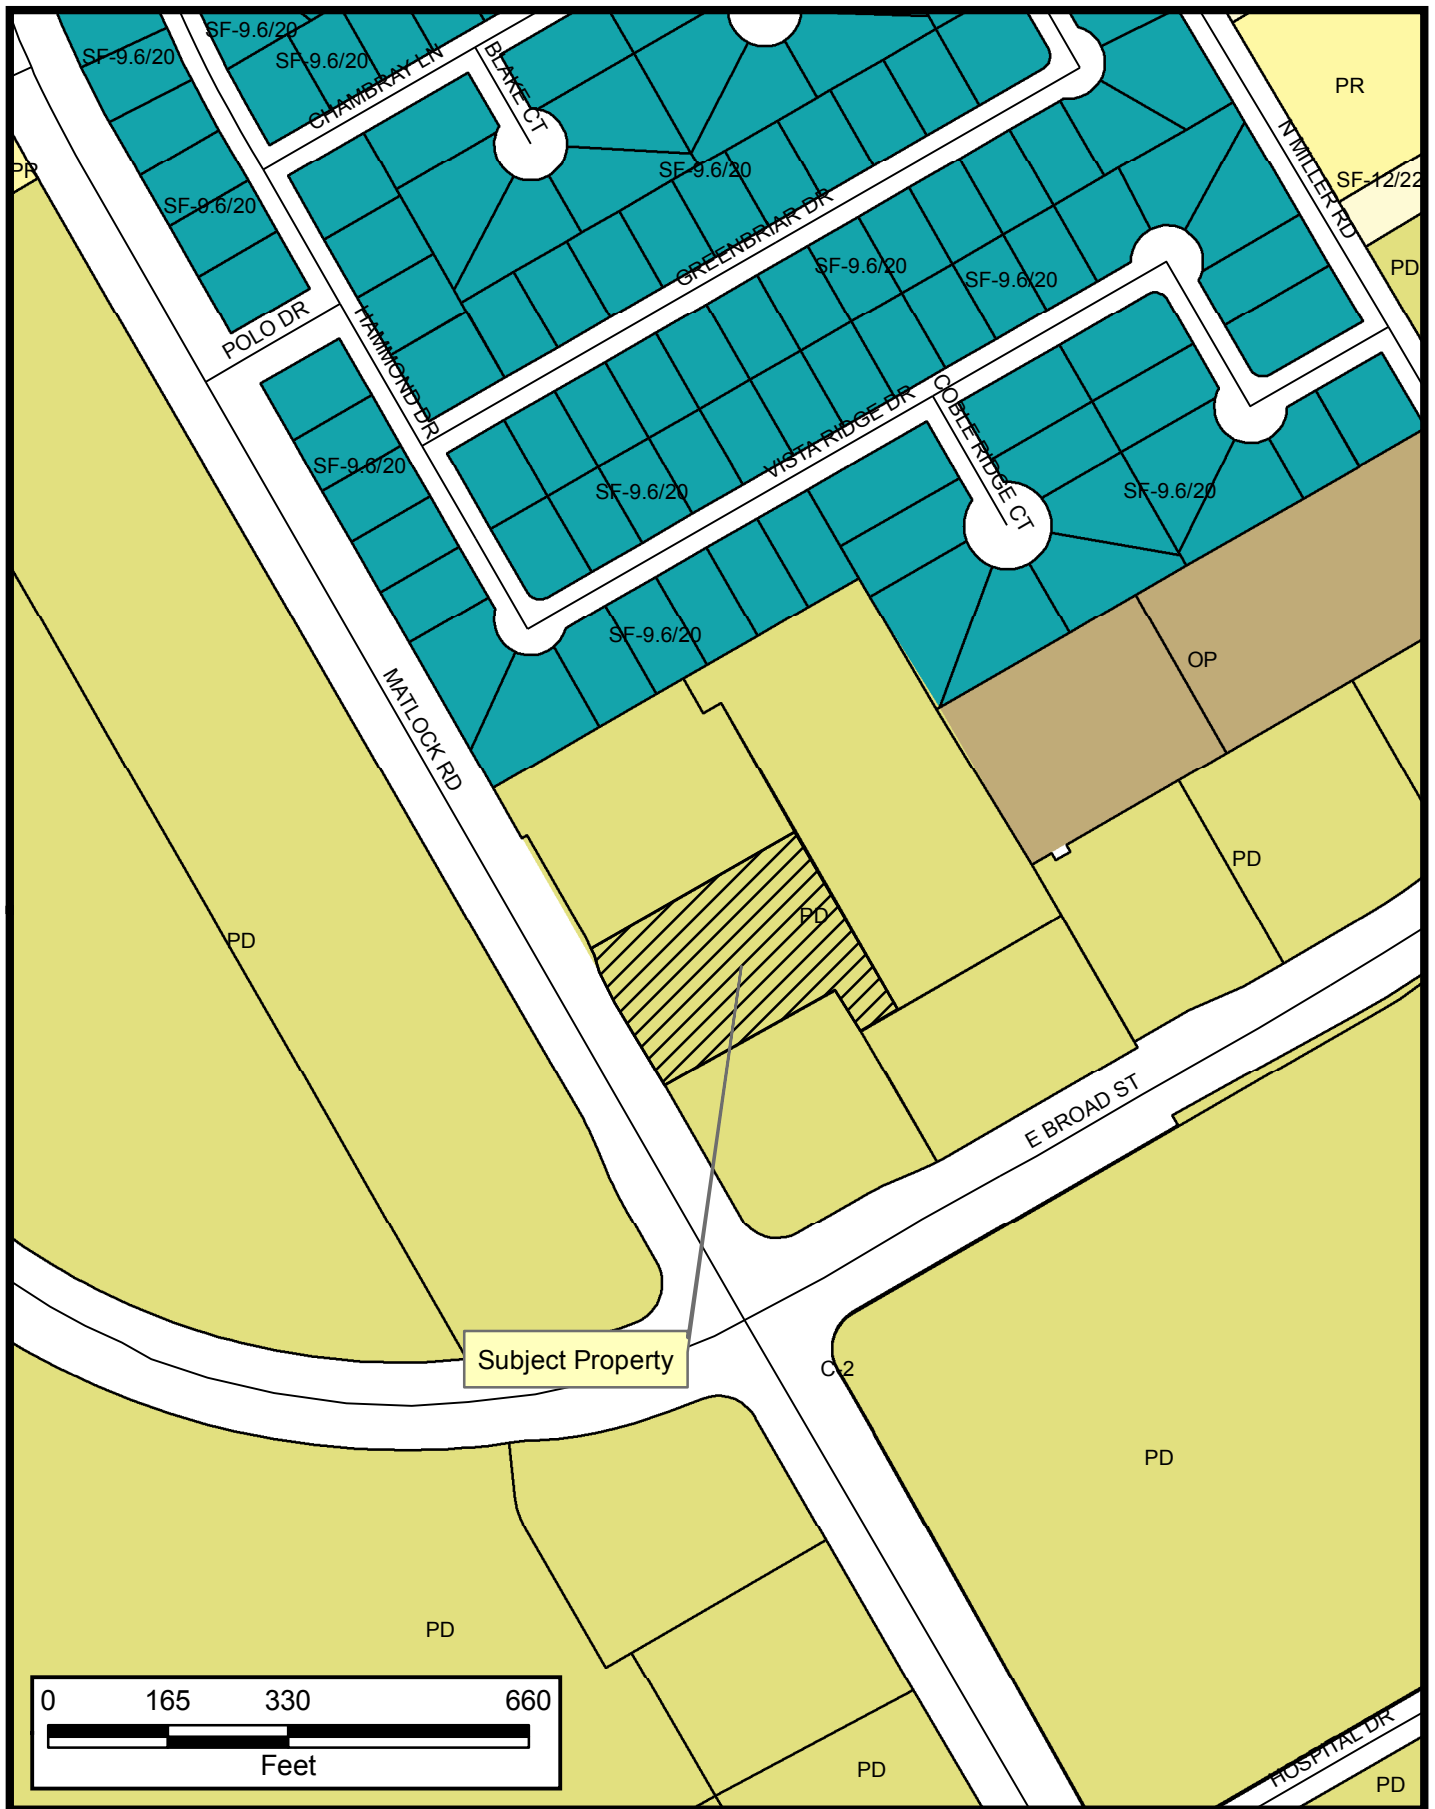 SF-9.6/20
SF-9.6/20
SF-9.6/20
CHAMBRAY LN
BLAKE CT
PR
N MILLER RD
PR
SF-9.6/20
SF-12/22
SF-9.6/20
GREENBRIAR DR
SF-9.6/20
SF-9.6/20
PD
POLO DR
HAMMOND DR
SF-9.6/20
VISTA RIDGE DR
COBLE RIDGE CT
SF-9.6/20
SF-9.6/20
SF-9.6/20
OP
MATLOCK RD
PD
PD
PD
E BROAD ST
Subject Property
C-2
PD
PD
0 165 330 660
Feet
HOSPITAL DR
PD
PD